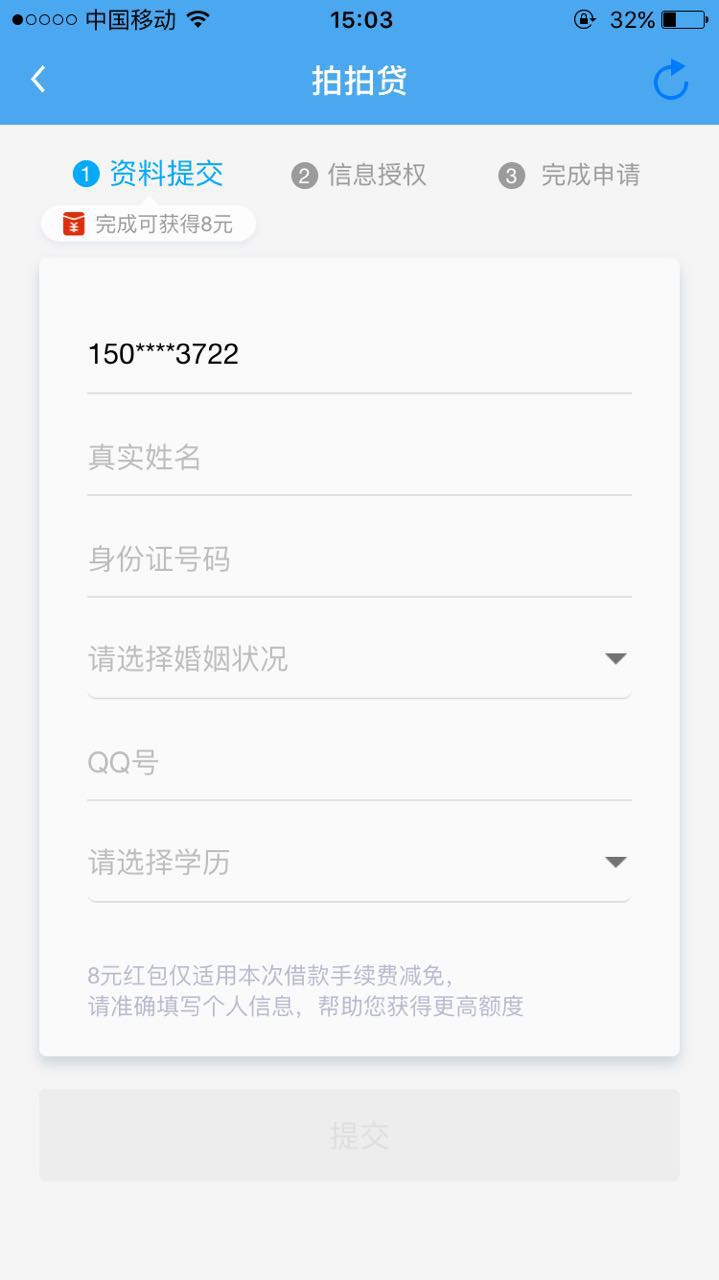 中国移动 15:03 32%
拍拍贷
1 资料提交 2 信息授权 3 完成申请
¥ 完成可获得8元
150****3722
真实姓名
身份证号码
请选择婚姻状况
QQ号
请选择学历
8元红包仅适用本次借款手续费减免，
请准确填写个人信息，帮助您获得更高额度
提交